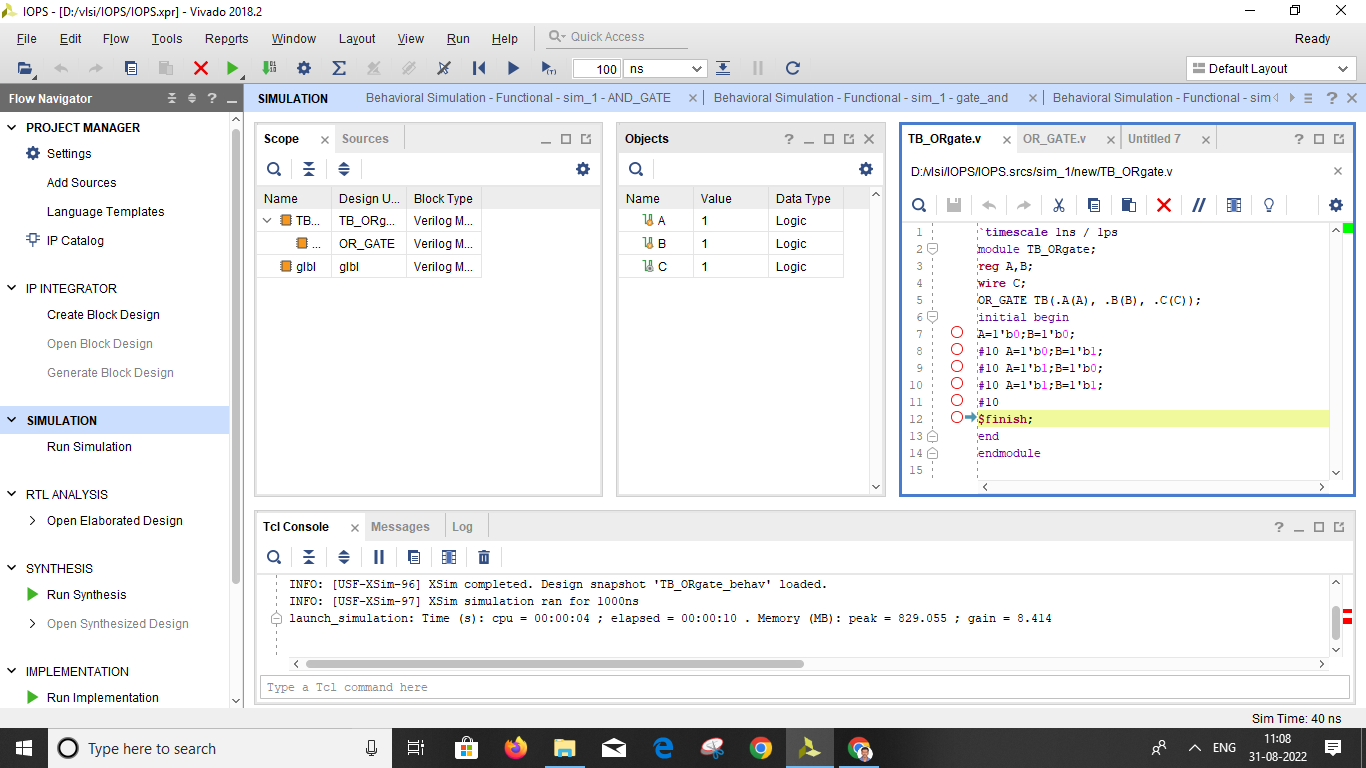 IOPS - [D:/vlsi/IOPS/IOPS.xpr] - Vivado 2018.2
File Edit Flow Tools Reports Window Layout View Run Help
Quick Access
Ready
100 ns
Default Layout
Flow Navigator
PROJECT MANAGER
Settings
Add Sources
Language Templates
IP Catalog
IP INTEGRATOR
Create Block Design
Open Block Design
Generate Block Design
SIMULATION
Run Simulation
RTL ANALYSIS
Open Elaborated Design
SYNTHESIS
Run Synthesis
Open Synthesized Design
IMPLEMENTATION
Run Implementation
SIMULATION
Behavioral Simulation - Functional - sim_1 - AND_GATE
Behavioral Simulation - Functional - sim_1 - gate_and
Behavioral Simulation - Functional - sim
Scope Sources
Name Design U... Block Type
TB... TB_ORg... Verilog M...
... OR_GATE Verilog M...
glbl glbl Verilog M...
Objects
Name Value Data Type
A 1 Logic
B 1 Logic
C 1 Logic
TB_ORgate.v OR_GATE.v Untitled 7
D:/vlsi/IOPS/IOPS.srcs/sim_1/new/TB_ORgate.v
1 `timescale 1ns / 1ps
2 module TB_ORgate;
3 reg A,B;
4 wire C;
5 OR_GATE TB(.A(A), .B(B), .C(C));
6 initial begin
7 A=1'b0;B=1'b0;
8 #10 A=1'b0;B=1'b1;
9 #10 A=1'b1;B=1'b0;
10 #10 A=1'b1;B=1'b1;
11 #10
12 $finish;
13 end
14 endmodule
15
Tcl Console Messages Log
INFO: [USF-XSim-96] XSim completed. Design snapshot 'TB_ORgate_behav' loaded.
INFO: [USF-XSim-97] XSim simulation ran for 1000ns
launch_simulation: Time (s): cpu = 00:00:04 ; elapsed = 00:00:10 . Memory (MB): peak = 829.055 ; gain = 8.414
Type a Tcl command here
Sim Time: 40 ns
Type here to search
ENG
11:08
31-08-2022